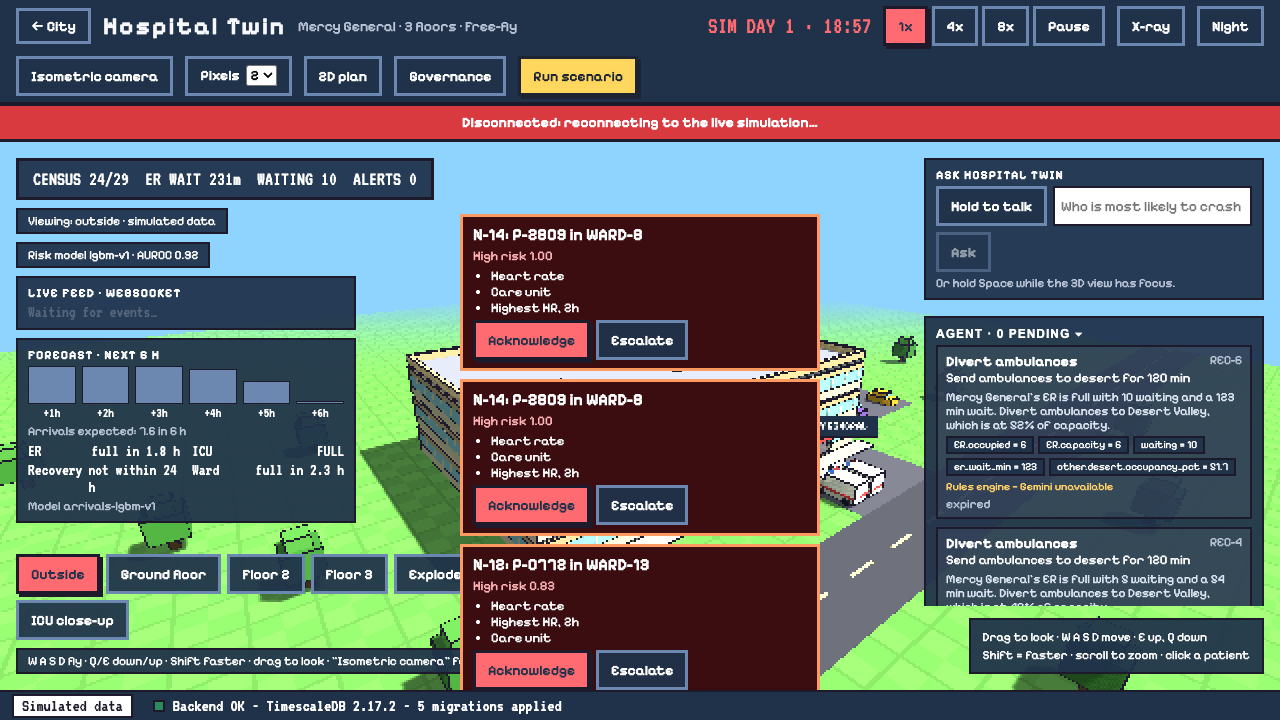 ← City
Hospital Twin
Mercy General · 3 floors · Free-fly
SIM DAY 1 · 18:57
1x
4x
8x
Pause
X-ray
Night
Isometric camera
Pixels 2
2D plan
Governance
Run scenario
Disconnected: reconnecting to the live simulation…
CENSUS 24/29 ER WAIT 231m WAITING 10 ALERTS 0
Viewing: outside · simulated data
Risk model lgbm-v1 · AUROC 0.92
LIVE FEED · WEBSOCKET
Waiting for events…
FORECAST · NEXT 6 H
+1h +2h +3h +4h +5h +6h
Arrivals expected: 7.6 in 6 h
ER full in 1.8 h ICU FULL
Recovery not within 24 h Ward full in 2.3 h
Model arrivals-lgbm-v1
Outside
Ground floor
Floor 2
Floor 3
Explode
ICU close-up
W A S D fly · Q/E down/up · Shift faster · drag to look · "Isometric camera" f
N-14: P-2809 in WARD-8
High risk 1.00
• Heart rate
• Care unit
• Highest HR, 2h
Acknowledge
Escalate
N-14: P-2809 in WARD-8
High risk 1.00
• Heart rate
• Care unit
• Highest HR, 2h
Acknowledge
Escalate
N-12: P-0772 in WARD-13
High risk 0.83
• Heart rate
• Highest HR, 2h
• Care unit
Acknowledge
Escalate
ASK HOSPITAL TWIN
Hold to talk
Who is most likely to crash
Ask
Or hold Space while the 3D view has focus.
AGENT · 0 PENDING
Divert ambulances
REC-6
Send ambulances to desert for 120 min
Mercy General's ER is full with 10 waiting and a 123
min wait. Divert ambulances to Desert Valley,
which is at 92% of capacity.
ER.occupied = 6
ER.capacity = 6
waiting = 10
er.wait_min = 123
other.desert.occupancy_pct = 91.7
Rules engine - Gemini unavailable
expired
Divert ambulances
REC-4
Send ambulances to desert for 120 min
Mercy General's ER is full with 9 waiting and a 94
min wait. Divert ambulances to Desert Valley,
Drag to look · W A S D move · E up, Q down
Shift = faster · scroll to zoom · click a patient
Simulated data
Backend OK - TimescaleDB 2.17.2 - 5 migrations applied